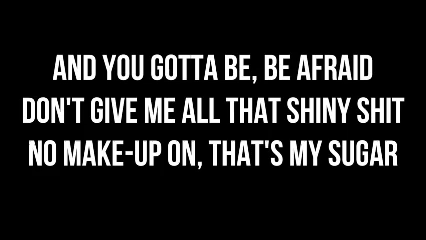 AND YOU GOTTA BE, BE AFRAID
DON'T GIVE ME ALL THAT SHINY SHIT
NO MAKE-UP ON, THAT'S MY SUGAR